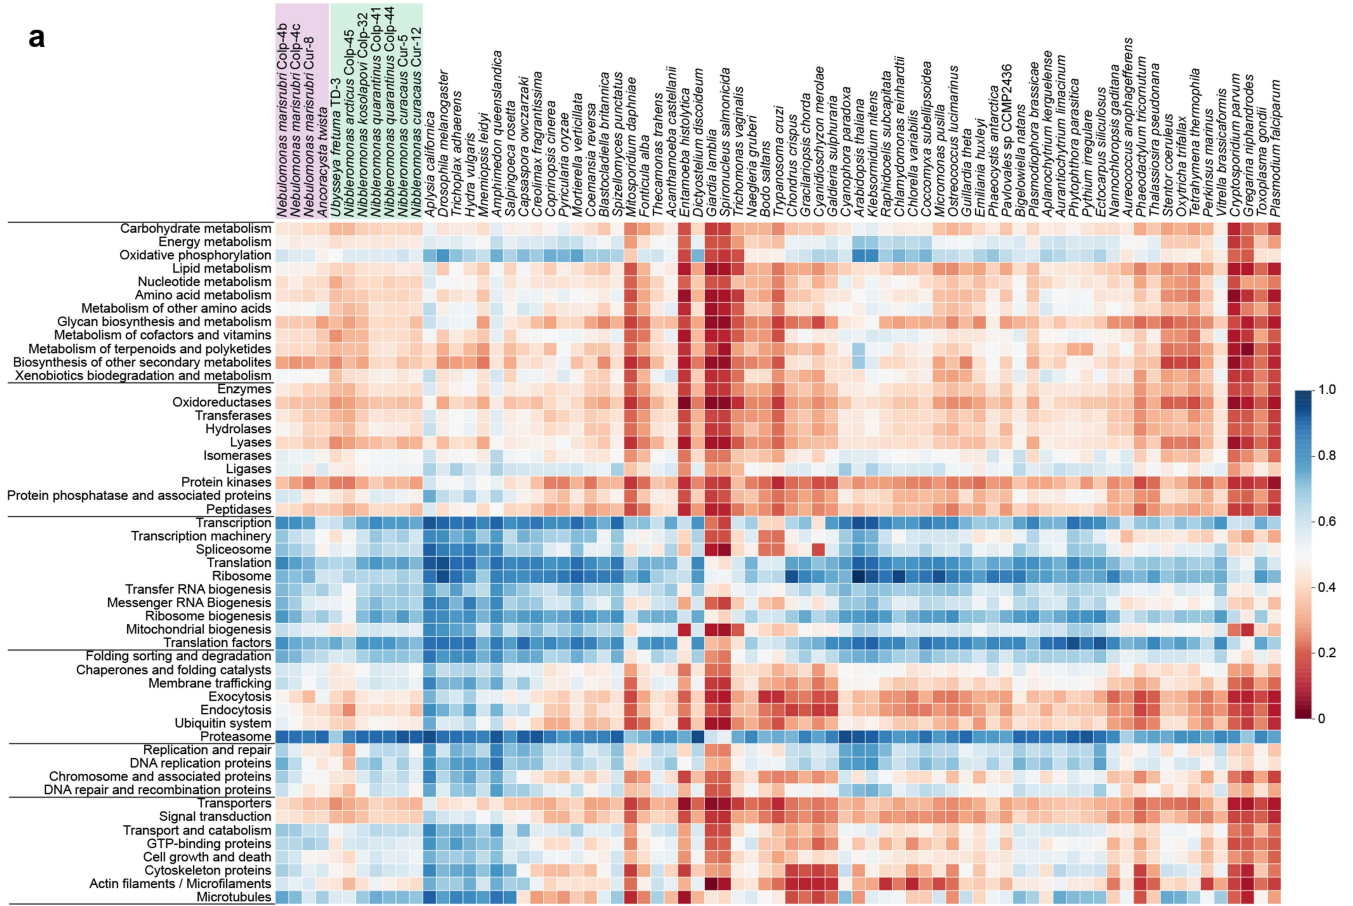 a
Nebulomonas marisrubri Colp-4b
Nebulomonas marisrubri Colp-4c
Nebulomonas marisrubri Cur-8
Ancoracysta twista
Ubysseya fretuma TD-3
Nibbleromonas arcticus Colp-45
Nibbleromonas kosolapovi Colp-32
Nibbleromonas quarantinus Colp-41
Nibbleromonas quarantinus Colp-44
Nibbleromonas curacaus Cur-5
Nibbleromonas curacaus Cur-12
Aplysia californica
Drosophila melanogaster
Trichoplax adhaerens
Hydra vulgaris
Mnemiopsis leidyi
Amphimedon queenslandica
Salpingoeca rosetta
Capsaspora owczarzaki
Creolimax fragrantissima
Coprinopsis cinerea
Pyricularia oryzae
Mortierella verticillata
Coemansia reversa
Blastocladiella britannica
Spizellomyces punctatus
Mitosporidium daphniae
Fonticula alba
Thecamonas trahens
Acanthamoeba castellanii
Entamoeba histolytica
Dictyostelium discoideum
Giardia lamblia
Spironucleus salmonicida
Trichomonas vaginalis
Naegleria gruberi
Bodo saltans
Trypanosoma cruzi
Chondrus crispus
Gracilariopsis chorda
Cyanidioschyzon merolae
Galdieria sulphuraria
Cyanophora paradoxa
Arabidopsis thaliana
Klebsormidium nitens
Raphidocelis subcapitata
Chlamydomonas reinhardtii
Chlorella variabilis
Coccomyxa subellipsoidea
Micromonas pusilla
Ostreococcus lucimarinus
Guillardia theta
Emiliania huxleyi
Phaeocystis antarctica
Pavlovales sp CCMP2436
Bigelowiella natans
Plasmodiophora brassicae
Aplanochytrium kerguelense
Aurantiochytrium limacinum
Phytophthora parasitica
Pythium irregulare
Ectocarpus siliculosus
Nannochloropsis gaditana
Aureococcus anophagefferens
Phaeodactylum tricornutum
Thalassiosira pseudonana
Stentor coeruleus
Oxytricha trifallax
Tetrahymena thermophila
Perkinsus marinus
Vitrella brassicaformis
Cryptosporidium parvum
Gregarina niphandrodes
Toxoplasma gondii
Plasmodium falciparum
Carbohydrate metabolism
Energy metabolism
Oxidative phosphorylation
Lipid metabolism
Nucleotide metabolism
Amino acid metabolism
Metabolism of other amino acids
Glycan biosynthesis and metabolism
Metabolism of cofactors and vitamins
Metabolism of terpenoids and polyketides
Biosynthesis of other secondary metabolites
Xenobiotics biodegradation and metabolism
Enzymes
Oxidoreductases
Transferases
Hydrolases
Lyases
Isomerases
Ligases
Protein kinases
Protein phosphatase and associated proteins
Peptidases
Transcription
Transcription machinery
Spliceosome
Translation
Ribosome
Transfer RNA biogenesis
Messenger RNA Biogenesis
Ribosome biogenesis
Mitochondrial biogenesis
Translation factors
Folding sorting and degradation
Chaperones and folding catalysts
Membrane trafficking
Exocytosis
Endocytosis
Ubiquitin system
Proteasome
Replication and repair
DNA replication proteins
Chromosome and associated proteins
DNA repair and recombination proteins
Transporters
Signal transduction
Transport and catabolism
GTP-binding proteins
Cell growth and death
Cytoskeleton proteins
Actin filaments / Microfilaments
Microtubules
1.0
0.8
0.6
0.4
0.2
0